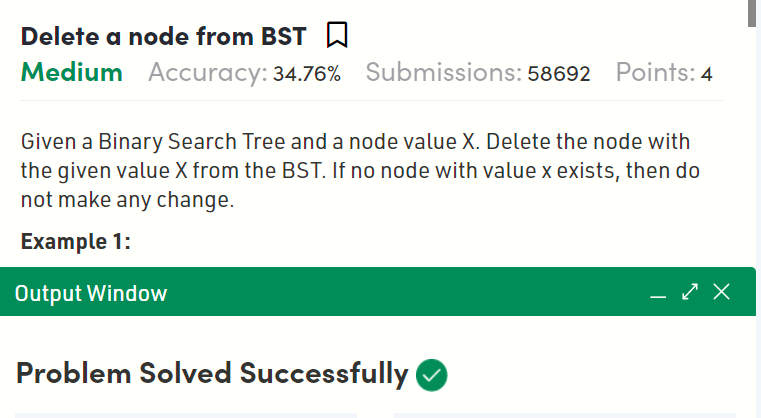 Delete a node from BST
Medium Accuracy: 34.76% Submissions: 58692 Points: 4
Given a Binary Search Tree and a node value X. Delete the node with
the given value X from the BST. If no node with value x exists, then do
not make any change.
Example 1:
Output Window
Problem Solved Successfully